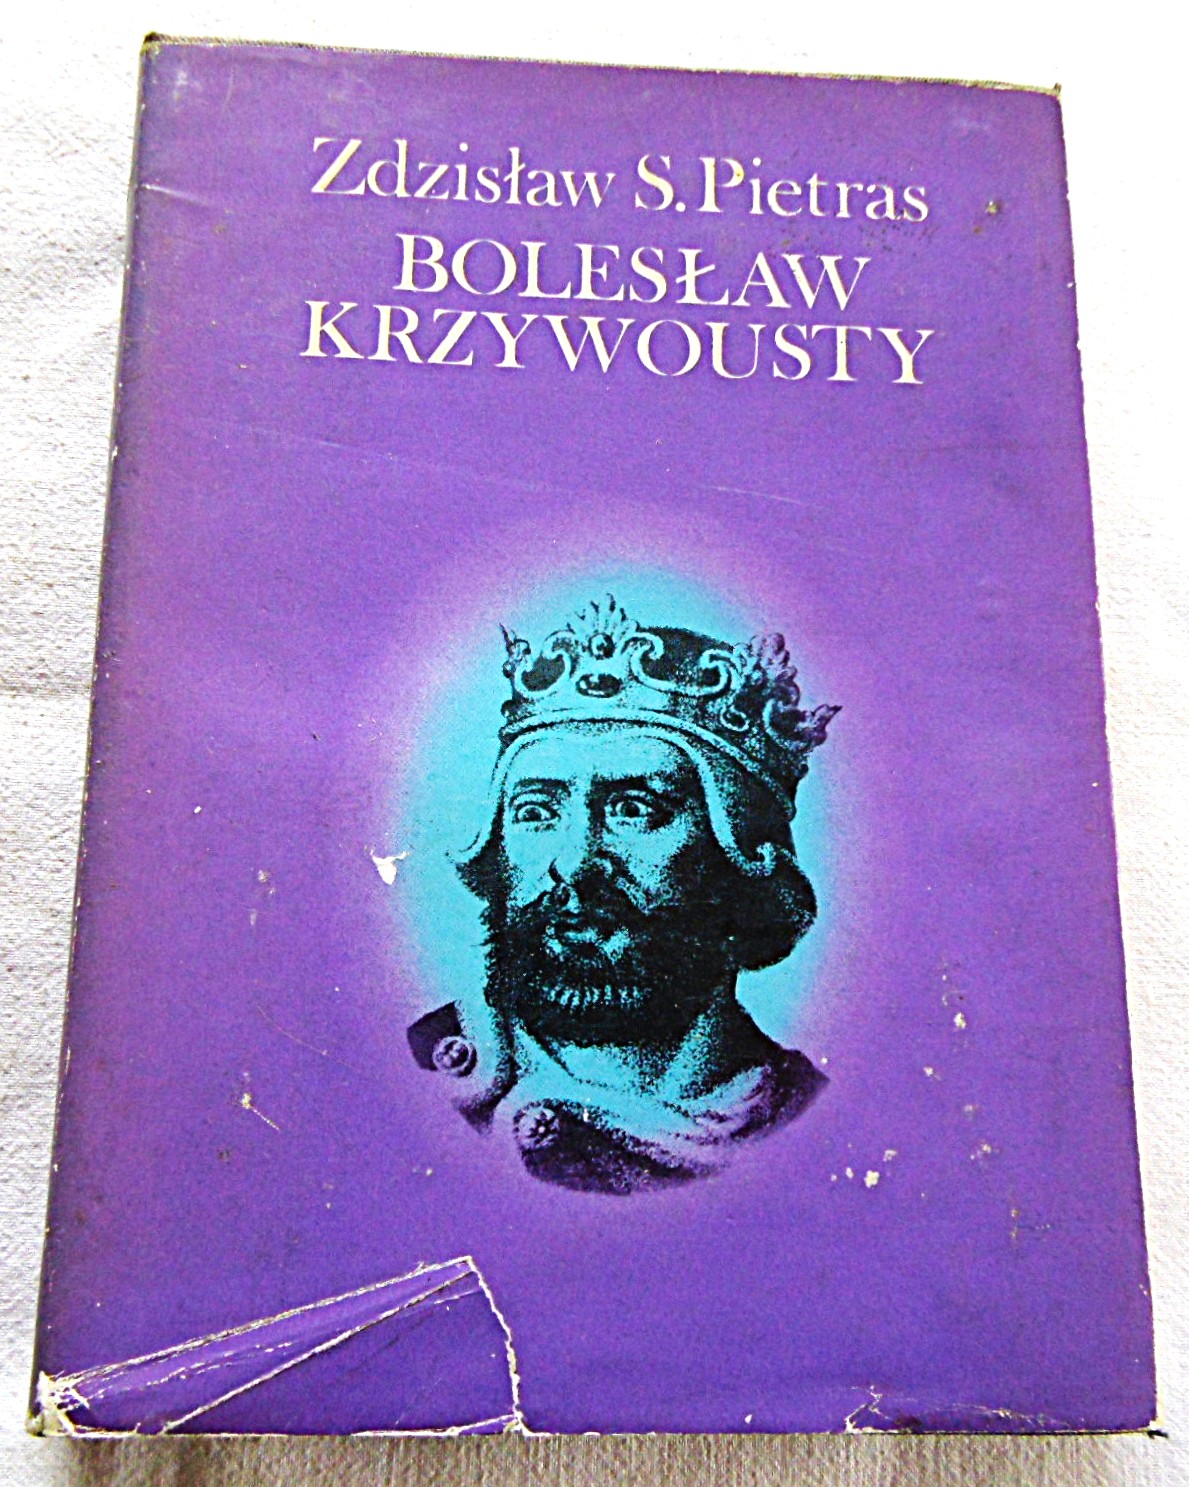 Zdzisław S. Pietras
BOLESŁAW
KRZYWOUSTY